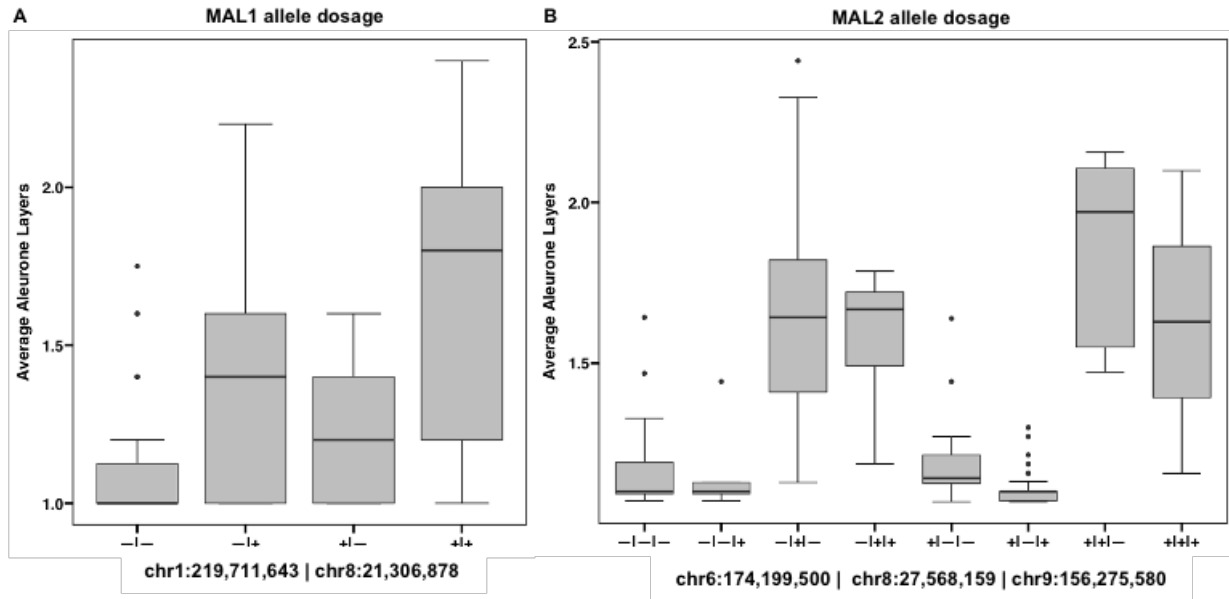 A
MAL1 allele dosage
Average Aleurone Layers
2.0
1.5
1.0
−|− −|+ +|− +|+
chr1:219,711,643 | chr8:21,306,878
B
MAL2 allele dosage
Average Aleurone Layers
2.5
2.0
1.5
−|−|− −|−|+ −|+|− −|+|+ +|−|− +|−|+ +|+|− +|+|+
chr6:174,199,500 | chr8:27,568,159 | chr9:156,275,580